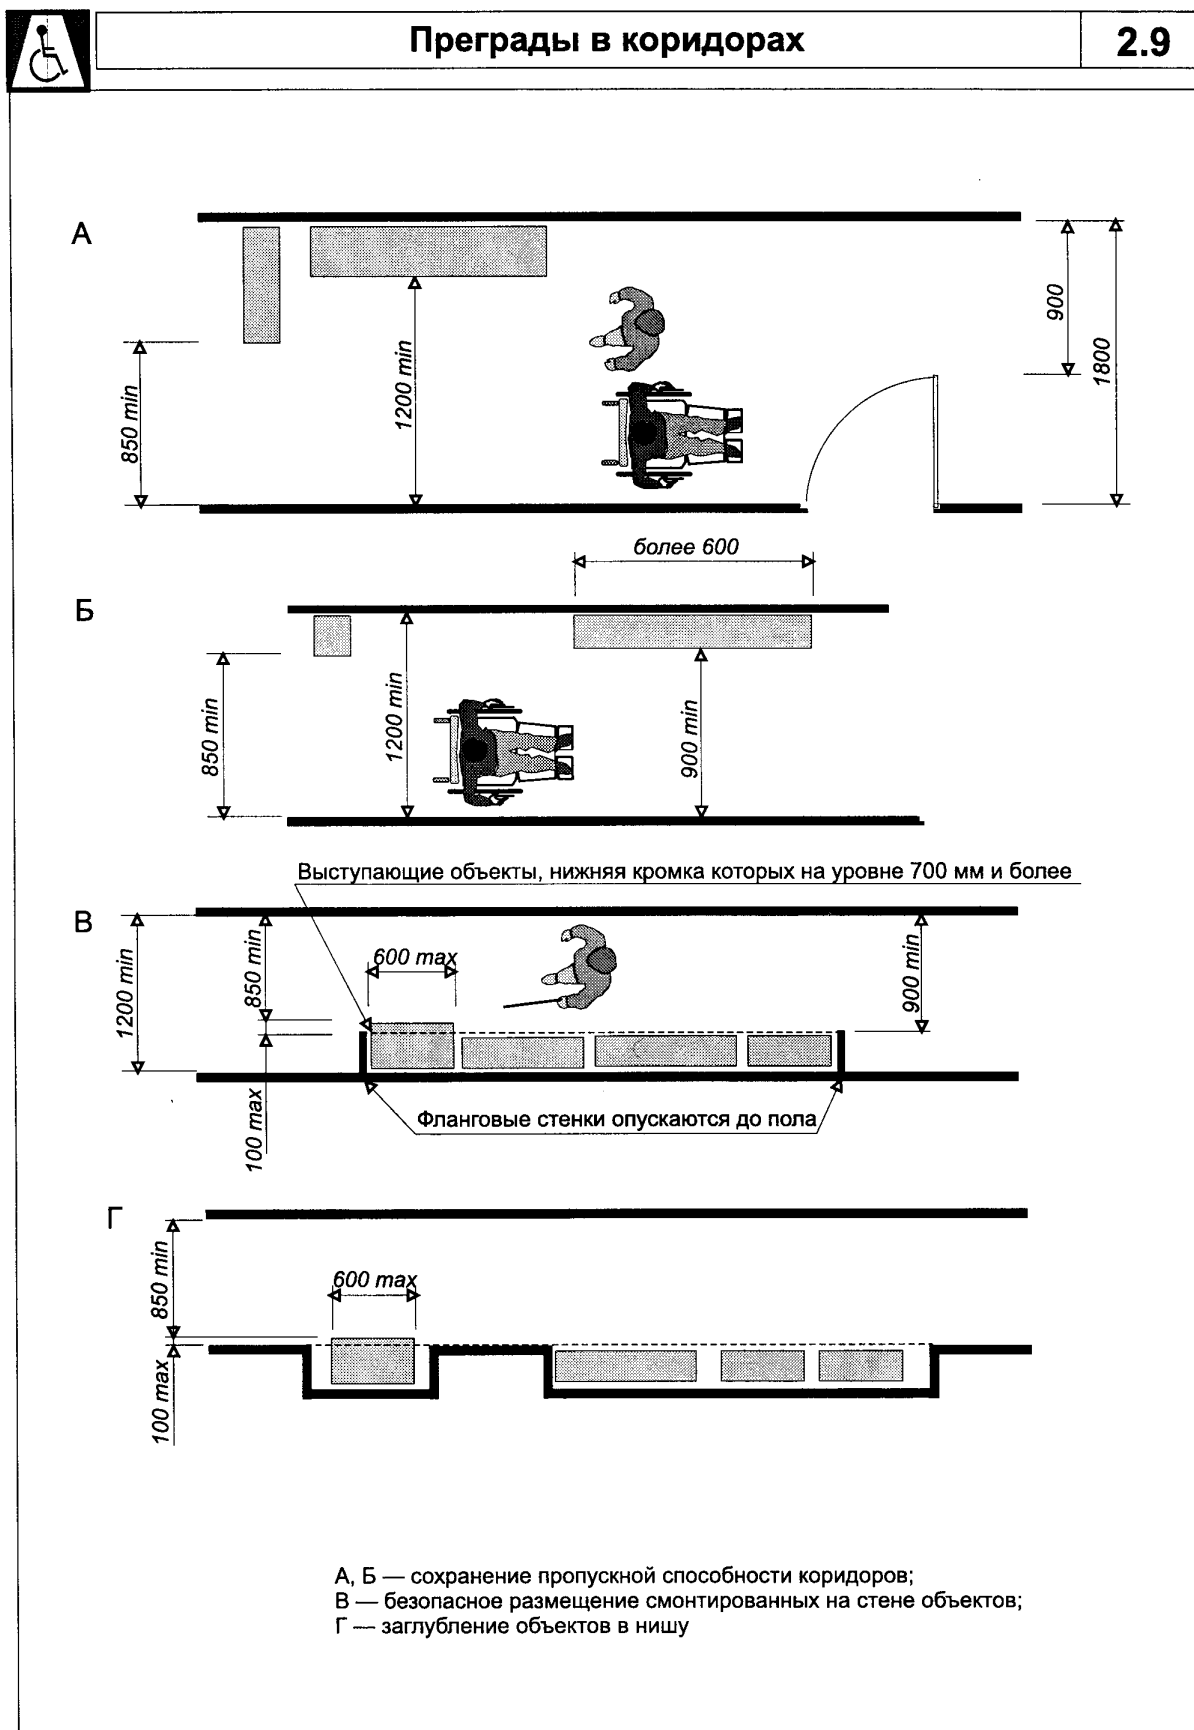 Преграды в коридорах
2.9
А
900
1800
850 min
1200 min
более 600
Б
850 min
1200 min
900 min
Выступающие объекты, нижняя кромка которых на уровне 700 мм и более
В
1200 min
850 min
600 max
900 min
100 max
Фланговые стенки опускаются до пола
Г
850 min
600 max
100 max
А, Б — сохранение пропускной способности коридоров;
В — безопасное размещение смонтированных на стене объектов;
Г — заглубление объектов в нишу